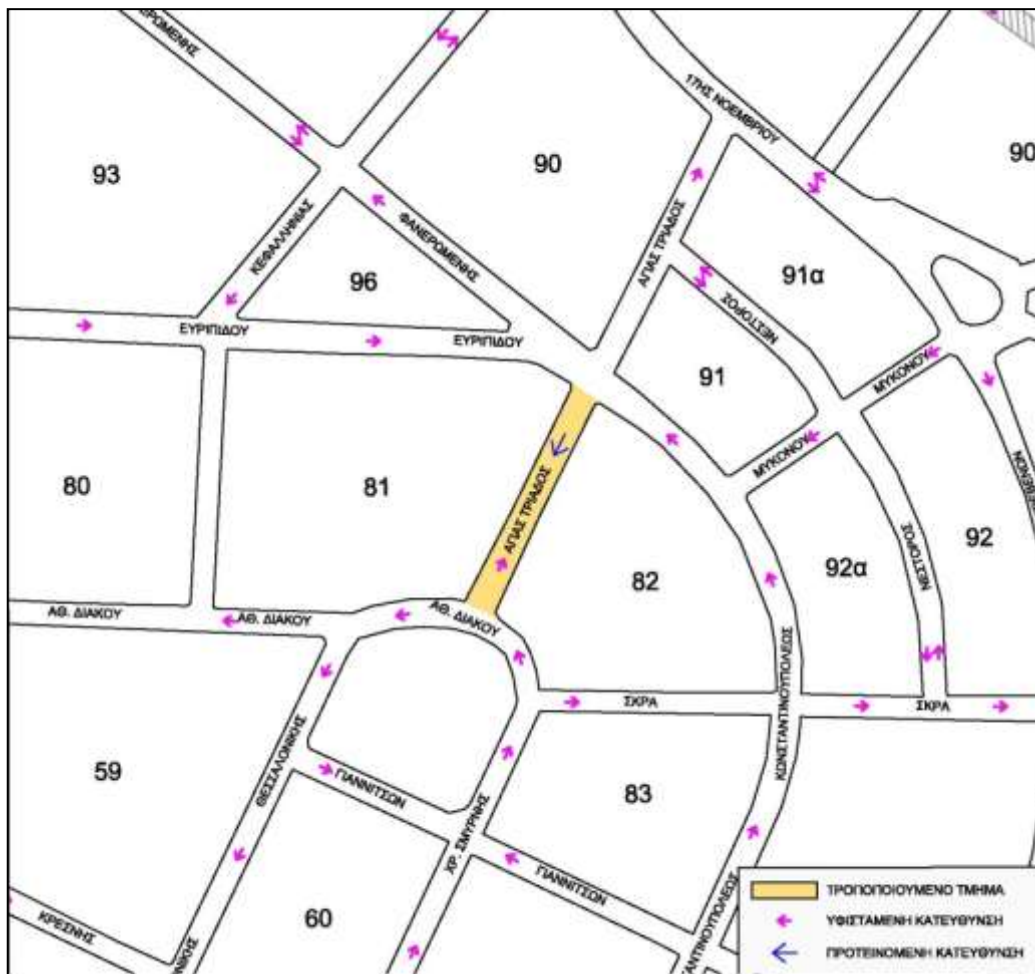 17ΗΣ ΝΟΕΜΒΡΙΟΥ
93
90
90
ΦΑΝΕΡΩΜΕΝΗΣ
ΚΕΦΑΛΛΗΝΙΑΣ
ΑΓΙΑΣ ΤΡΙΑΔΟΣ
91α
96
ΝΕΣΤΟΡΟΣ
ΕΥΡΙΠΙΔΟΥ
ΕΥΡΙΠΙΔΟΥ
ΜΥΚΟΝΟΥ
91
ΜΥΚΟΝΟΥ
80
81
ΑΓΙΑΣ ΤΡΙΑΔΟΣ
82
92α
92
ΝΕΣΤΟΡΟΣ
ΑΘ. ΔΙΑΚΟΥ
ΑΘ. ΔΙΑΚΟΥ
ΑΘ. ΔΙΑΚΟΥ
ΣΚΡΑ
ΣΚΡΑ
ΚΩΝΣΤΑΝΤΙΝΟΥΠΟΛΕΩΣ
59
ΘΕΣΣΑΛΟΝΙΚΗΣ
ΓΙΑΝΝΙΤΣΩΝ
83
ΧΡ. ΣΜΥΡΝΗΣ
ΓΙΑΝΝΙΤΣΩΝ
60
ΚΡΕΣΝΗΣ
ΤΡΟΠΟΠΟΙΟΥΜΕΝΟ ΤΜΗΜΑ
ΥΦΙΣΤΑΜΕΝΗ ΚΑΤΕΥΘΥΝΣΗ
ΠΡΟΤΕΙΝΟΜΕΝΗ ΚΑΤΕΥΘΥΝΣΗ